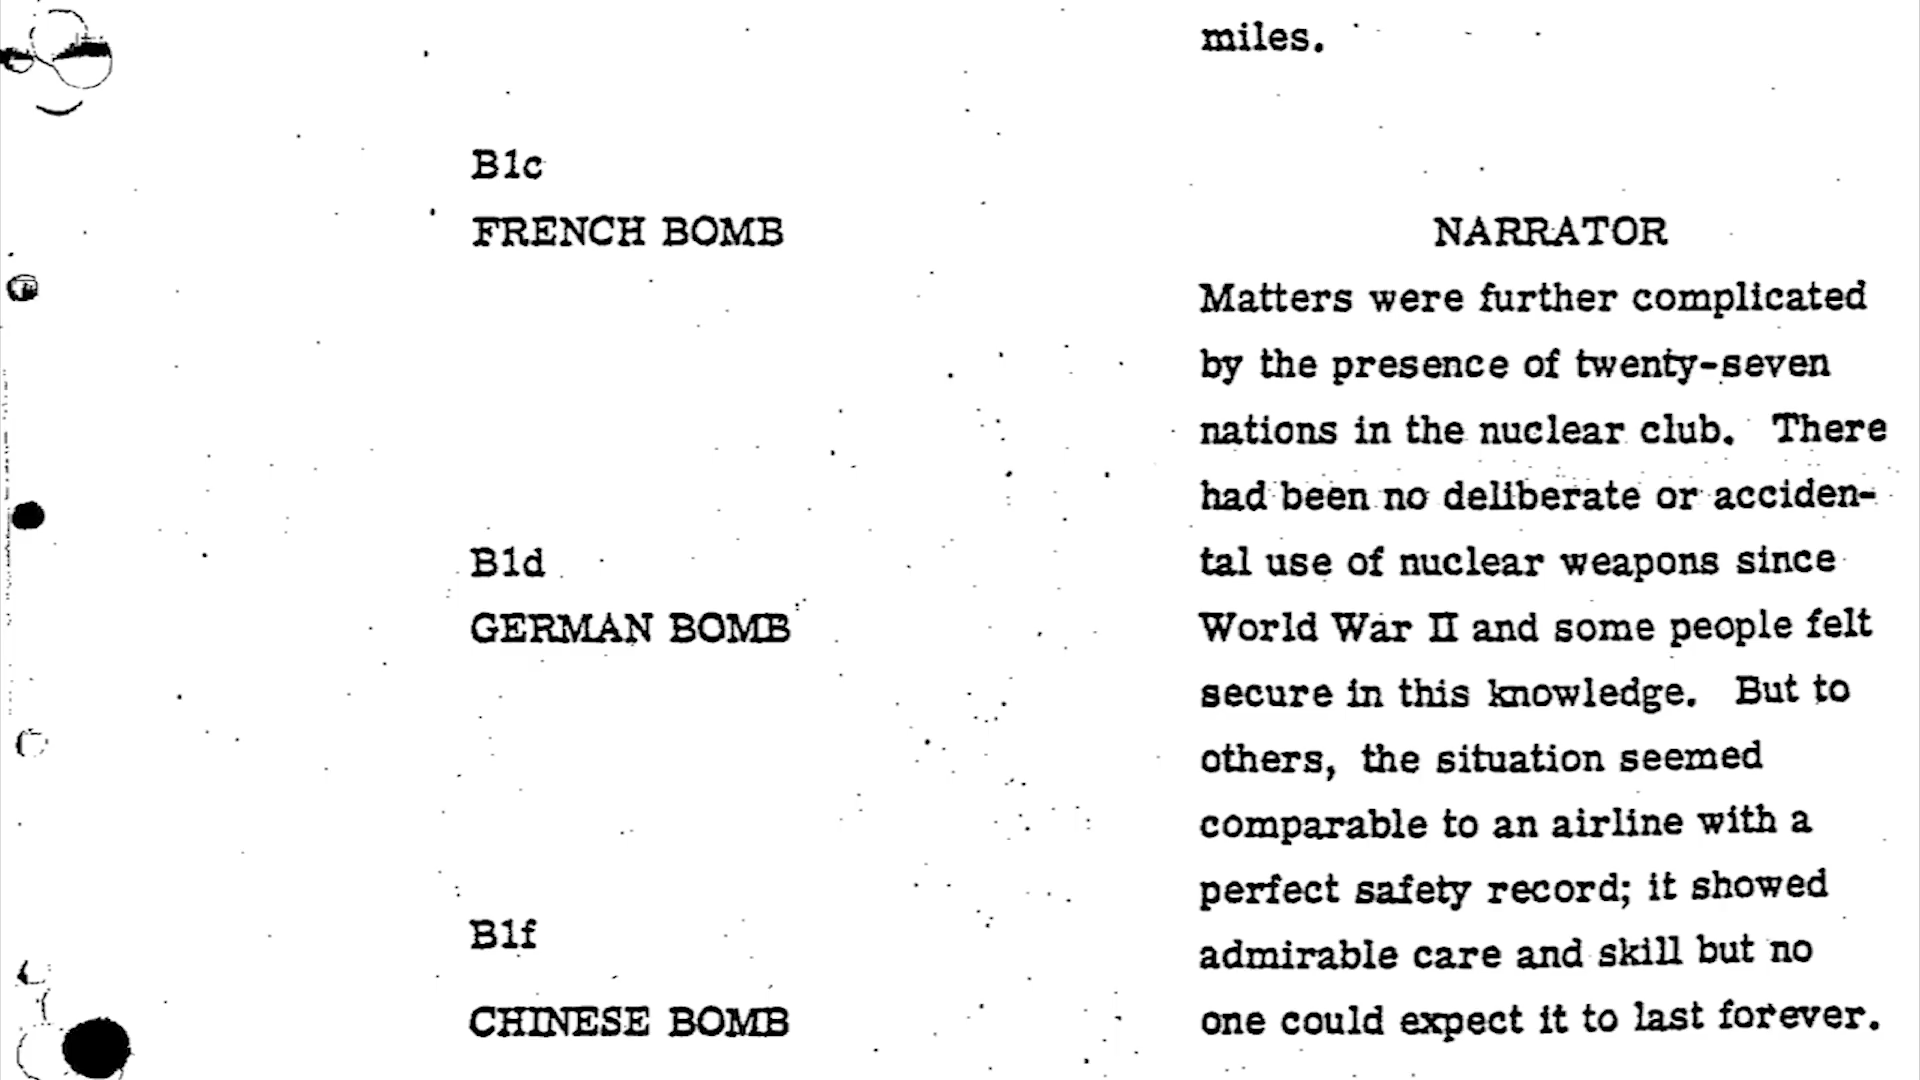 miles.
B1c
FRENCH BOMB
NARRATOR
Matters were further complicated
by the presence of twenty-seven
nations in the nuclear club. There
had been no deliberate or acciden-
tal use of nuclear weapons since
World War II and some people felt
secure in this knowledge. But to
others, the situation seemed
comparable to an airline with a
perfect safety record; it showed
admirable care and skill but no
one could expect it to last forever.
B1d
GERMAN BOMB
B1f
CHINESE BOMB